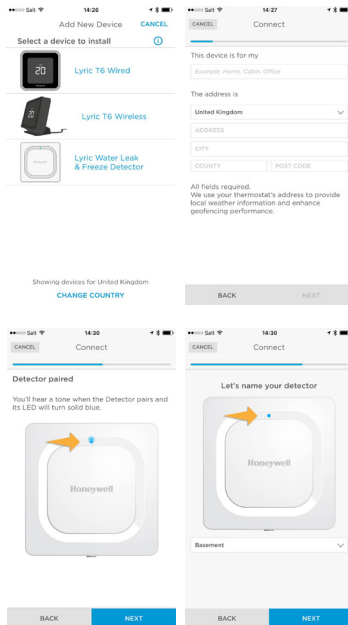 Salt 14:26
Add New Device CANCEL
Select a device to install
Lyric T6 Wired
Lyric T6 Wireless
Lyric Water Leak
& Freeze Detector
Showing devices for United Kingdom
CHANGE COUNTRY
Salt 14:27
CANCEL Connect
This device is for my
Example: Home, Cabin, Office
The address is
United Kingdom
ADDRESS
CITY
COUNTY POST CODE
All fields required.
We use your thermostat's address to provide
local weather information and enhance
geofencing performance.
BACK NEXT
Salt 14:30
CANCEL Connect
Detector paired
You'll hear a tone when the Detector pairs and
its LED will turn solid blue.
Honeywell
BACK NEXT
Salt 14:30
CANCEL Connect
Let's name your detector
Honeywell
Basement
BACK NEXT